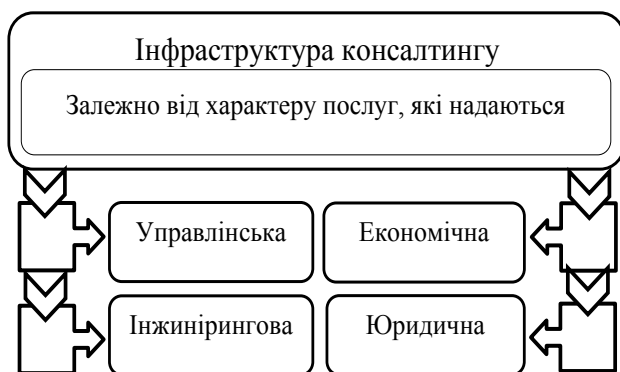 Інфраструктура консалтингу
Залежно від характеру послуг, які надаються
Управлінська
Економічна
Інжинірингова
Юридична